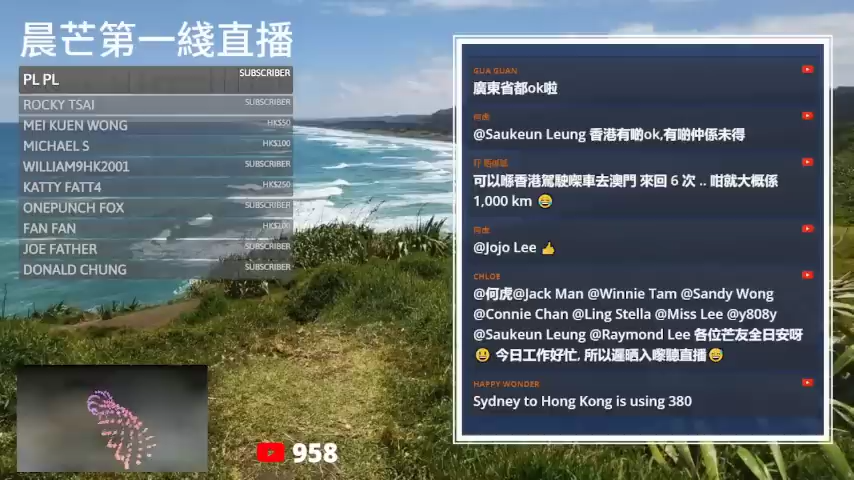 晨芒第一綫直播
PL PL SUBSCRIBER
ROCKY TSAI SUBSCRIBER
MEI KUEN WONG HK$50
MICHAEL S HK$100
WILLIAM9HK2001 SUBSCRIBER
KATTY FATT4 HK$250
ONEPUNCH FOX SUBSCRIBER
FAN FAN HK$100
JOE FATHER SUBSCRIBER
DONALD CHUNG SUBSCRIBER
958
GUA GUAN
廣東省都ok啦
何虎
@Saukeun Leung 香港有啲ok,有啲仲係未得
可以喺香港駕駛㗎車去澳門 來回 6 次 .. 咁就大概係
1,000 km 😅
何虎
@Jojo Lee 👍
CHLOE
@何虎@Jack Man @Winnie Tam @Sandy Wong
@Connie Chan @Ling Stella @Miss Lee @y808y
@Saukeun Leung @Raymond Lee 各位芒友全日安呀
😃 今日工作好忙, 所以遲晒入嚟聽直播😅
HAPPY WONDER
Sydney to Hong Kong is using 380